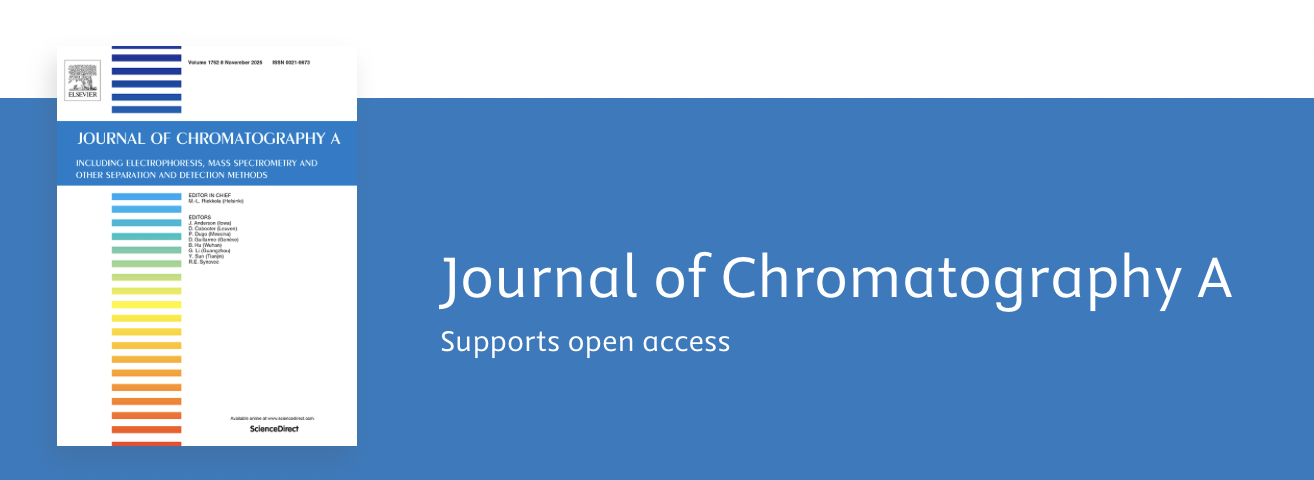 Volume 1762 8 November 2025 ISSN 0021-9673
ELSEVIER
JOURNAL OF CHROMATOGRAPHY A
INCLUDING ELECTROPHORESIS, MASS SPECTROMETRY AND
OTHER SEPARATION AND DETECTION METHODS
EDITOR IN CHIEF
M.-L. Riekkola (Helsinki)
EDITORS
J. Anderson (Iowa)
D. Cabooter (Leuven)
P. Dugo (Messina)
D. Guillarme (Genève)
B. Hu (Wuhan)
G. Li (Guangzhou)
Y. Sun (Tianjin)
R.E. Synovec
Available online at www.sciencedirect.com
ScienceDirect
Journal of Chromatography A
Supports open access